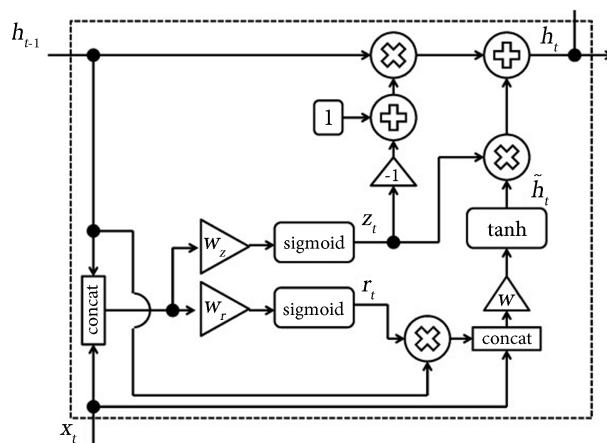 h_{t-1}
h_t
1
-1
h̃_t
z_t
W_z
sigmoid
tanh
concat
W_r
sigmoid
r_t
W
concat
x_t